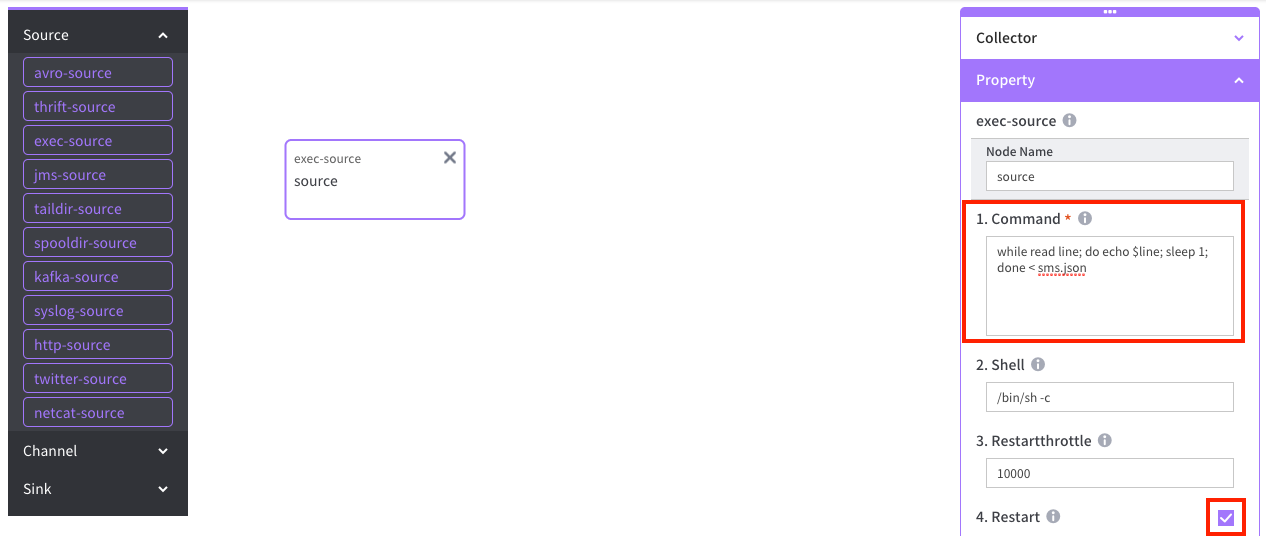 Source
avro-source
thrift-source
exec-source
jms-source
taildir-source
spooldir-source
kafka-source
syslog-source
http-source
twitter-source
netcat-source
Channel
Sink
exec-source
source
Collector
Property
exec-source
Node Name
source
1. Command *
while read line; do echo $line; sleep 1;
done < sms.json
2. Shell
/bin/sh -c
3. Restartthrottle
10000
4. Restart